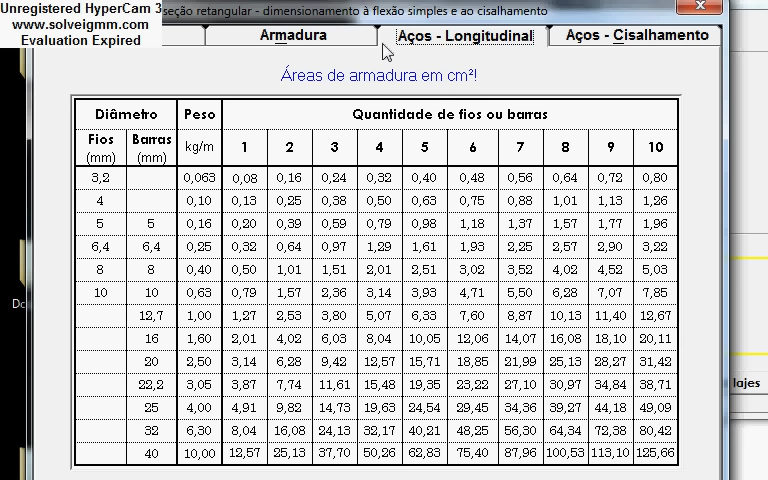 Unregistered HyperCam 3
www.solveigmm.com
Evaluation Expired
seção retangular - dimensionamento à flexão simples e ao cisalhamento
Armadura Aços - Longitudinal Aços - Cisalhamento
Áreas de armadura em cm²!
Diâmetro Peso Quantidade de fios ou barras
Fios (mm) Barras (mm) kg/m 1 2 3 4 5 6 7 8 9 10
3,2 0,063 0,08 0,16 0,24 0,32 0,40 0,48 0,56 0,64 0,72 0,80
4 0,10 0,13 0,25 0,38 0,50 0,63 0,75 0,88 1,01 1,13 1,26
5 5 0,16 0,20 0,39 0,59 0,79 0,98 1,18 1,37 1,57 1,77 1,96
6,4 6,4 0,25 0,32 0,64 0,97 1,29 1,61 1,93 2,25 2,57 2,90 3,22
8 8 0,40 0,50 1,01 1,51 2,01 2,51 3,02 3,52 4,02 4,52 5,03
10 10 0,63 0,79 1,57 2,36 3,14 3,93 4,71 5,50 6,28 7,07 7,85
12,7 1,00 1,27 2,53 3,80 5,07 6,33 7,60 8,87 10,13 11,40 12,67
16 1,60 2,01 4,02 6,03 8,04 10,05 12,06 14,07 16,08 18,10 20,11
20 2,50 3,14 6,28 9,42 12,57 15,71 18,85 21,99 25,13 28,27 31,42
22,2 3,05 3,87 7,74 11,61 15,48 19,35 23,22 27,10 30,97 34,84 38,71
25 4,00 4,91 9,82 14,73 19,63 24,54 29,45 34,36 39,27 44,18 49,09
32 6,30 8,04 16,08 24,13 32,17 40,21 48,25 56,30 64,34 72,38 80,42
40 10,00 12,57 25,13 37,70 50,26 62,83 75,40 87,96 100,53 113,10 125,66
Do
lajes